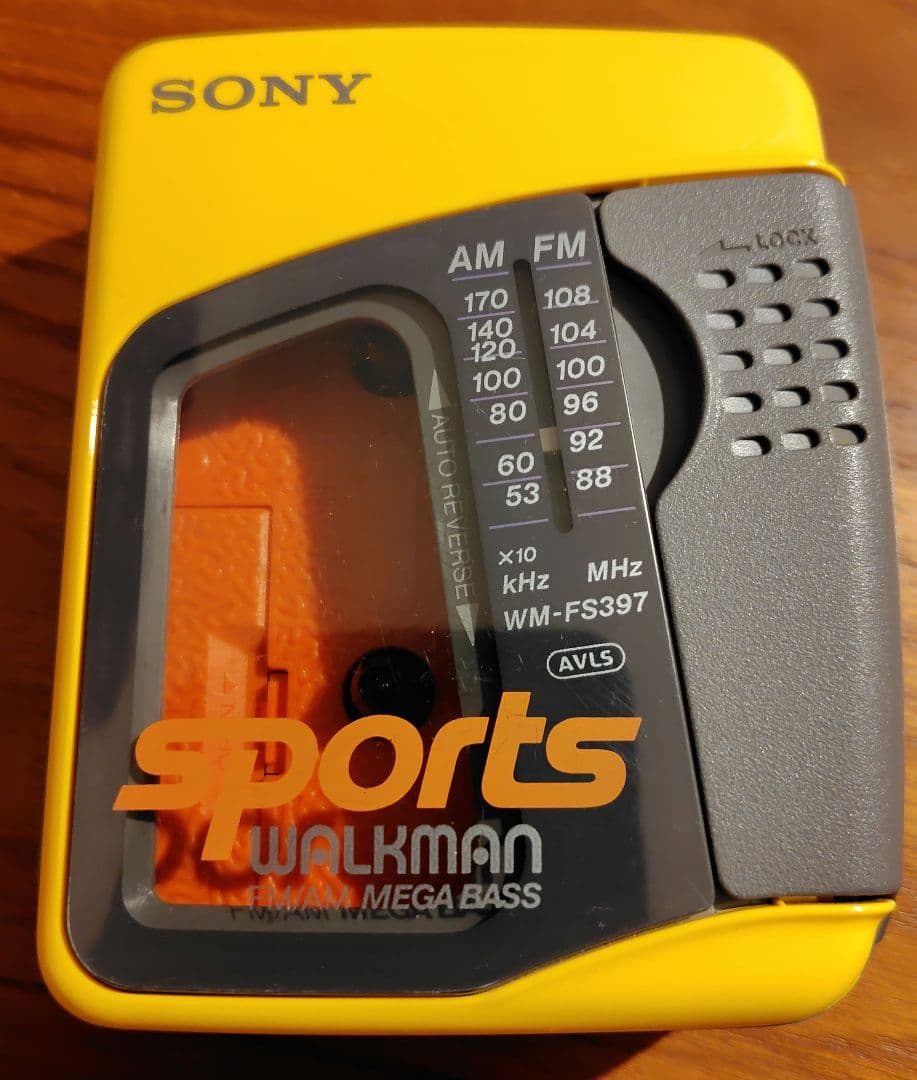 SONY
LOCK
AM FM
170 108
140 104
120
100 100
80 96
60 92
53 88
×10
kHz MHz
WM-FS397
AVLS
AUTO REVERSE
sports
WALKMAN
FM/AM MEGA BASS